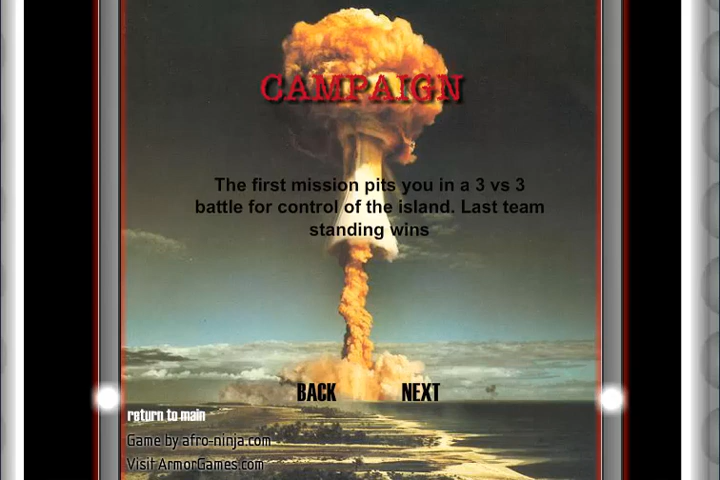 CAMPAIGN
The first mission pits you in a 3 vs 3
battle for control of the island. Last team
standing wins
BACK NEXT
return to main
Game by afro-ninja.com
Visit ArmorGames.com